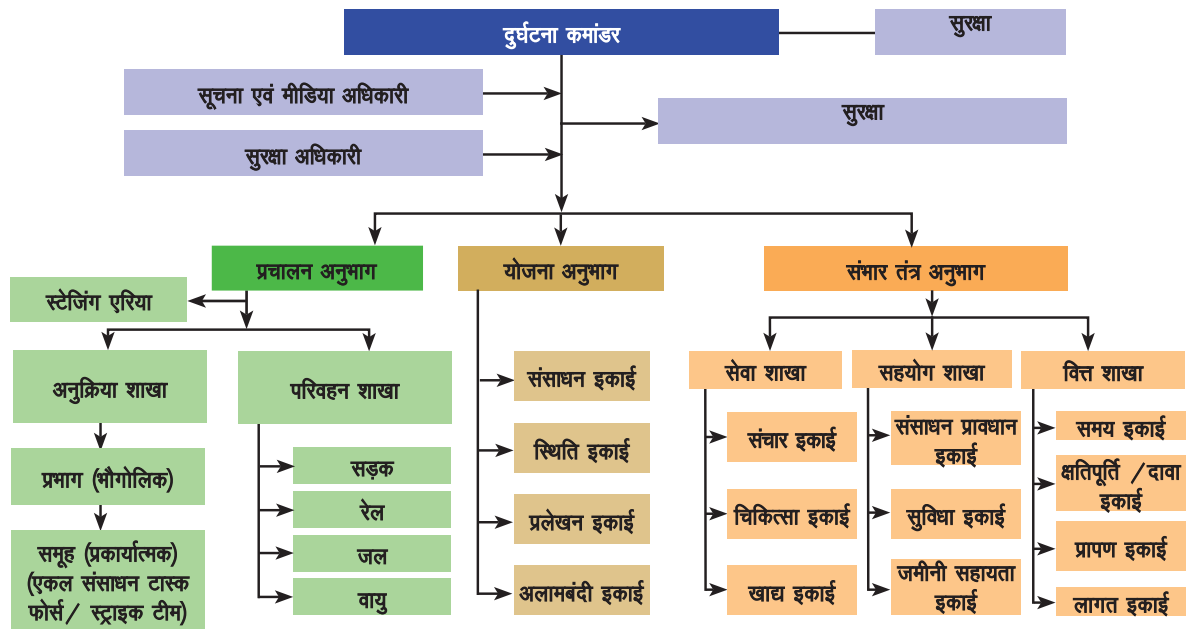 दुर्घटना कमांडर
सुरक्षा
सूचना एवं मीडिया अधिकारी
सुरक्षा
सुरक्षा अधिकारी
प्रचालन अनुभाग
योजना अनुभाग
संभार तंत्र अनुभाग
स्टेजिंग एरिया
अनुक्रिया शाखा
परिवहन शाखा
प्रभाग (भौगोलिक)
समूह (प्रकार्यात्मक)
(एकल संसाधन टास्क
फोर्स/ स्ट्राइक टीम)
सड़क
रेल
जल
वायु
संसाधन इकाई
स्थिति इकाई
प्रलेखन इकाई
अलामबंदी इकाई
सेवा शाखा
सहयोग शाखा
वित्त शाखा
संचार इकाई
चिकित्सा इकाई
खाद्य इकाई
संसाधन प्रावधान
इकाई
सुविधा इकाई
जमीनी सहायता
इकाई
समय इकाई
क्षतिपूर्ति /दावा
इकाई
प्रापण इकाई
लागत इकाई